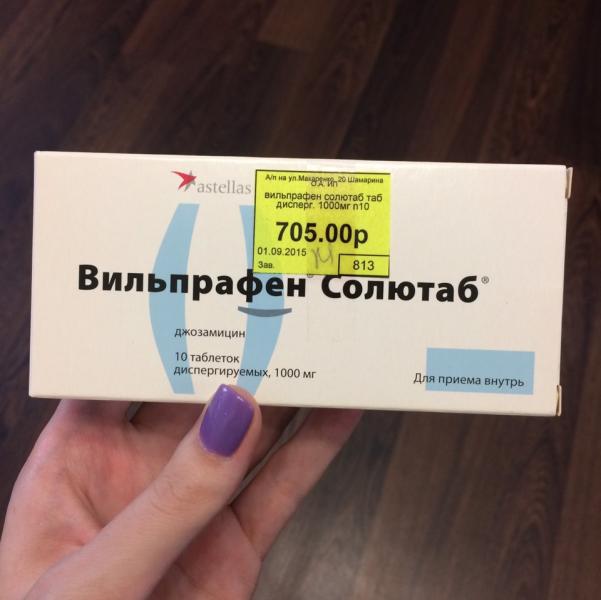 astellas
А/п на ул.Макаренко, 20 Шамарина
О.А. ИП
вильпрафен солютаб таб
дисперг. 1000мг n10
705.00р
01.09.2015
Зав.
813
Вильпрафен® Солютаб®
джозамицин
10 таблеток
диспергируемых, 1000 мг
Для приема внутрь